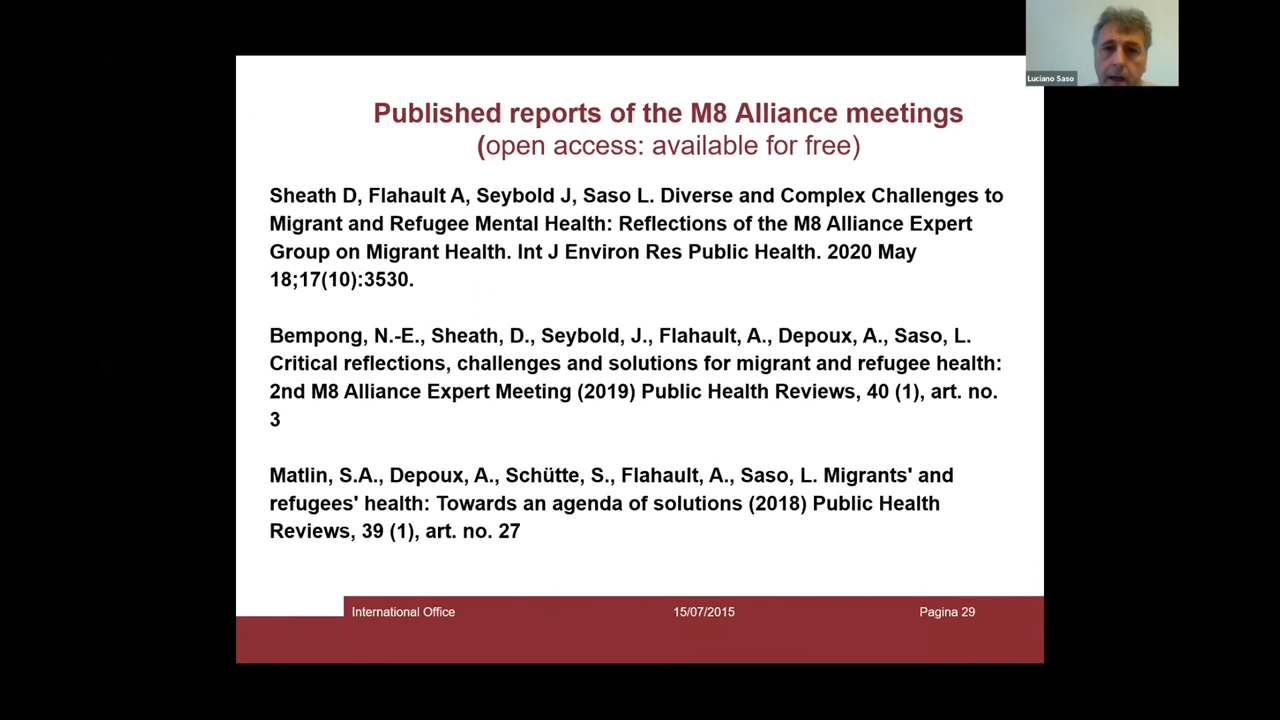 Luciano Saso
Published reports of the M8 Alliance meetings
(open access: available for free)
Sheath D, Flahault A, Seybold J, Saso L. Diverse and Complex Challenges to
Migrant and Refugee Mental Health: Reflections of the M8 Alliance Expert
Group on Migrant Health. Int J Environ Res Public Health. 2020 May
18;17(10):3530.
Bempong, N.-E., Sheath, D., Seybold, J., Flahault, A., Depoux, A., Saso, L.
Critical reflections, challenges and solutions for migrant and refugee health:
2nd M8 Alliance Expert Meeting (2019) Public Health Reviews, 40 (1), art. no.
3
Matlin, S.A., Depoux, A., Schütte, S., Flahault, A., Saso, L. Migrants' and
refugees' health: Towards an agenda of solutions (2018) Public Health
Reviews, 39 (1), art. no. 27
International Office 15/07/2015 Pagina 29